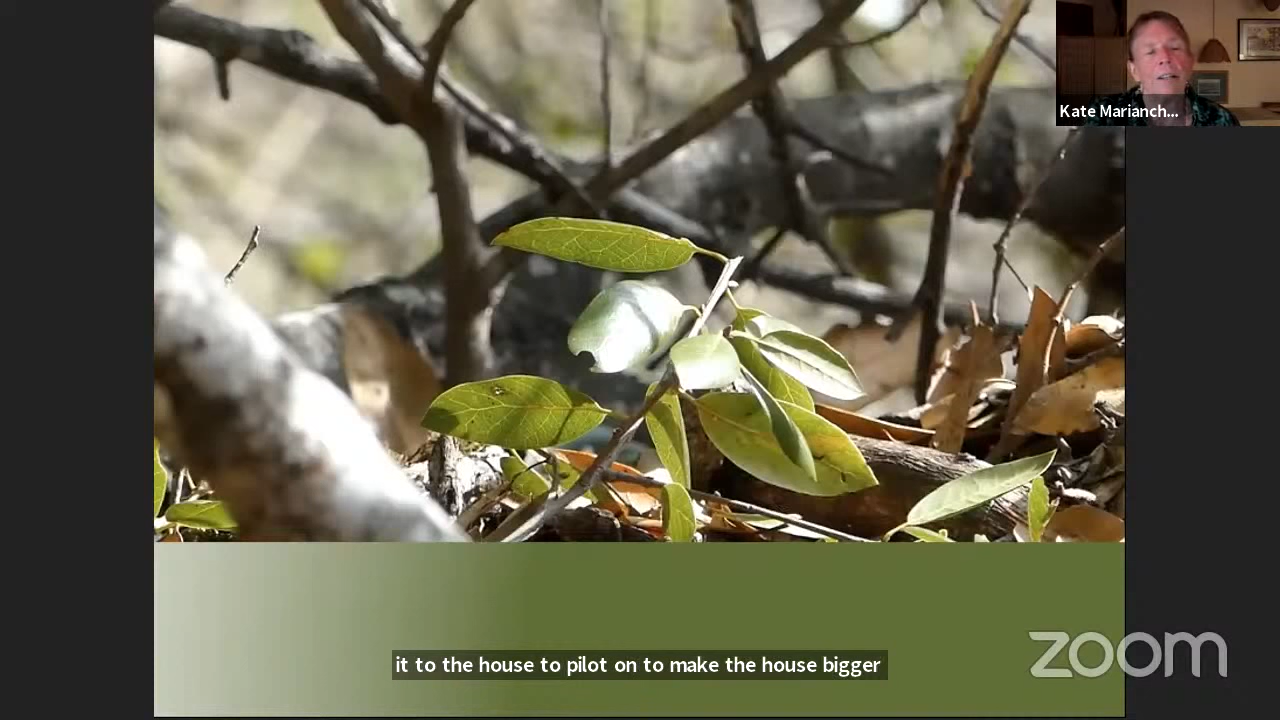 Kate Marianch...
it to the house to pilot on to make the house bigger
zoom